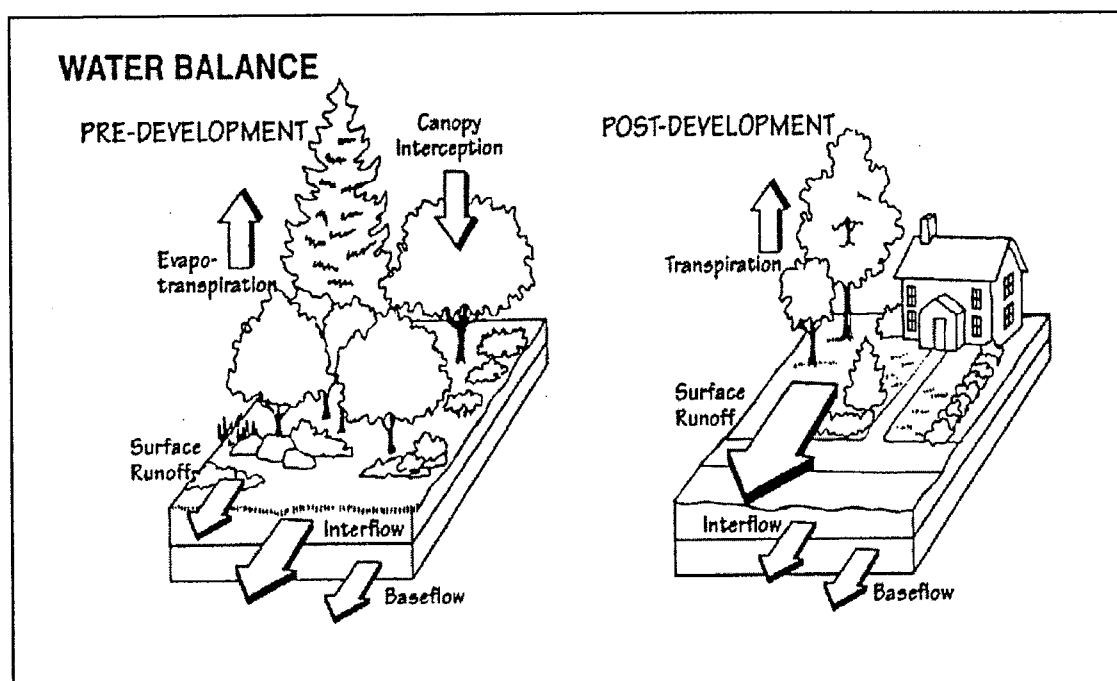 WATER BALANCE
PRE-DEVELOPMENT
Canopy
Interception
Evapo-
transpiration
Surface
Runoff
Interflow
Baseflow
POST-DEVELOPMENT
Transpiration
Surface
Runoff
Interflow
Baseflow